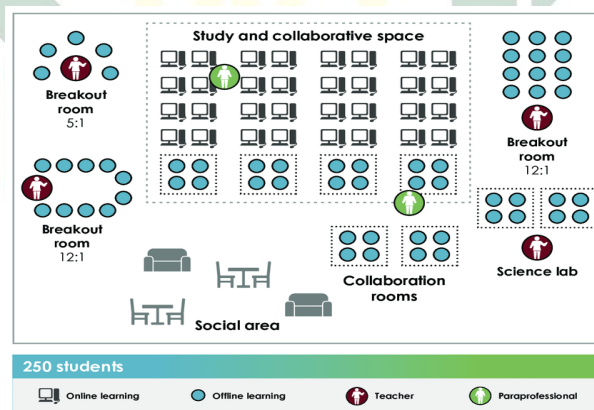 Study and collaborative space
Breakout
room
5:1
Breakout
room
12:1
Breakout
room
12:1
Science lab
Collaboration
rooms
Social area
250 students
Online learning
Offline learning
Teacher
Paraprofessional